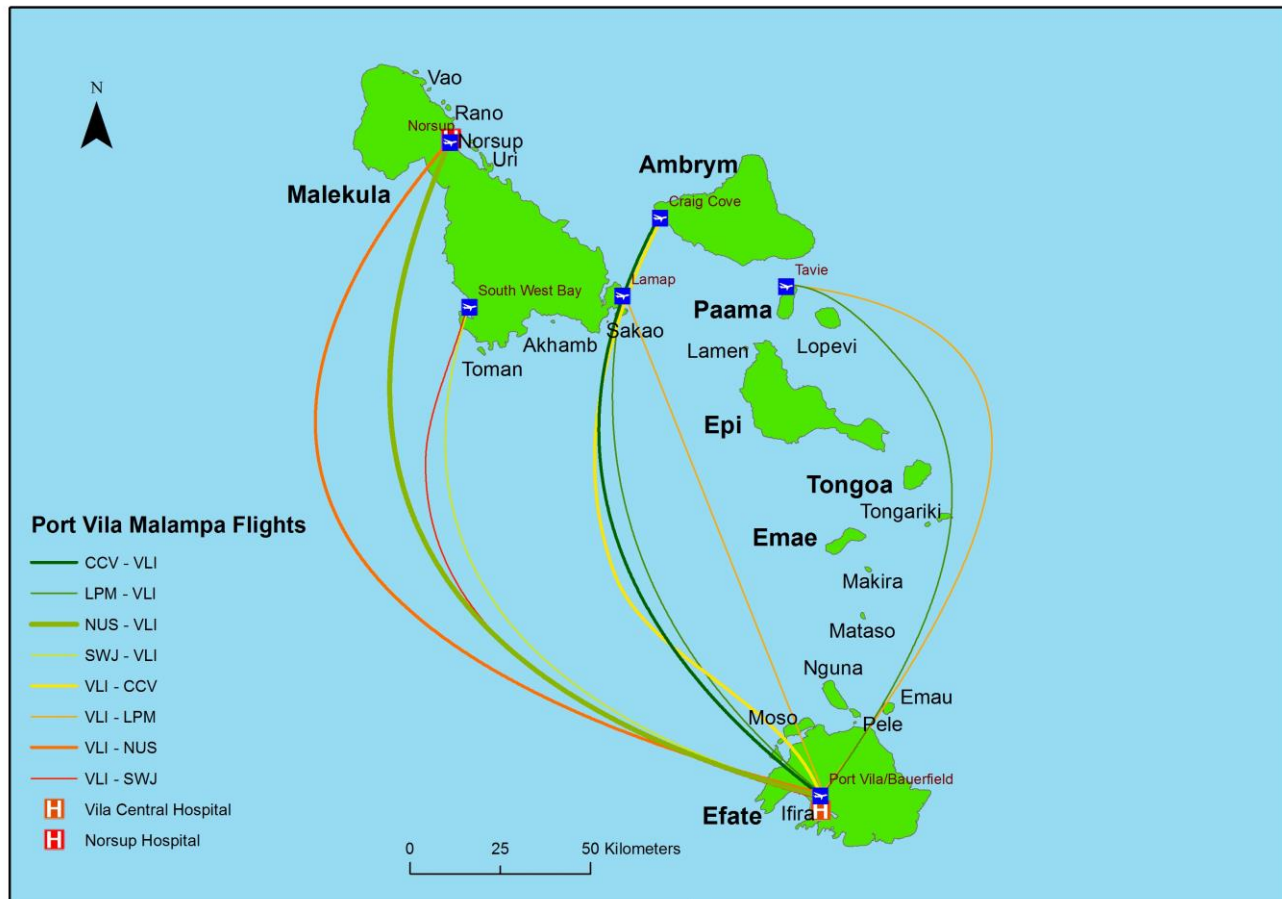 N
Vao
Rano
Norsup
Norsup
Uri
Malekula
Ambrym
Craig Cove
South West Bay
Lamap
Tavie
Paama
Sakao
Akhamb
Toman
Lamen
Lopevi
Epi
Tongoa
Tongariki
Emae
Makira
Mataso
Nguna
Emau
Moso
Pele
Port Vila/Bauerfield
Efate
Ifira
Port Vila Malampa Flights
CCV - VLI
LPM - VLI
NUS - VLI
SWJ - VLI
VLI - CCV
VLI - LPM
VLI - NUS
VLI - SWJ
H Vila Central Hospital
H Norsup Hospital
H
0 25 50 Kilometers